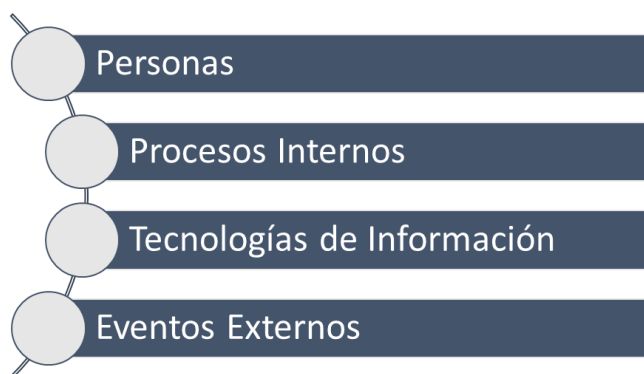 Personas
Procesos Internos
Tecnologías de Información
Eventos Externos